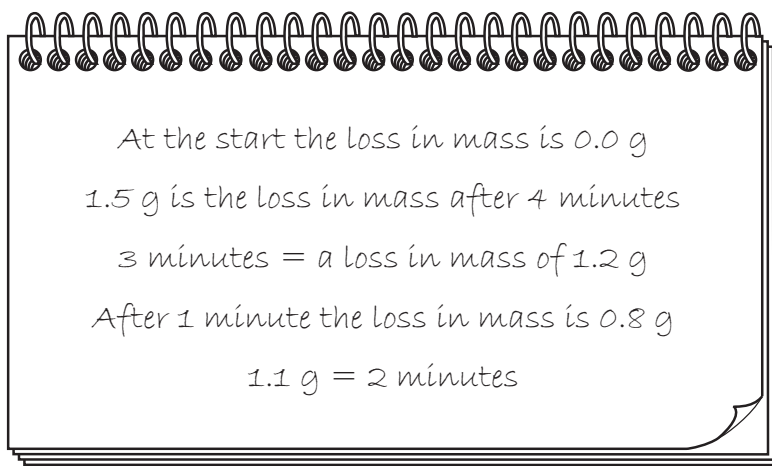 At the start the loss in mass is 0.0 g
1.5 g is the loss in mass after 4 minutes
3 minutes = a loss in mass of 1.2 g
After 1 minute the loss in mass is 0.8 g
1.1 g = 2 minutes